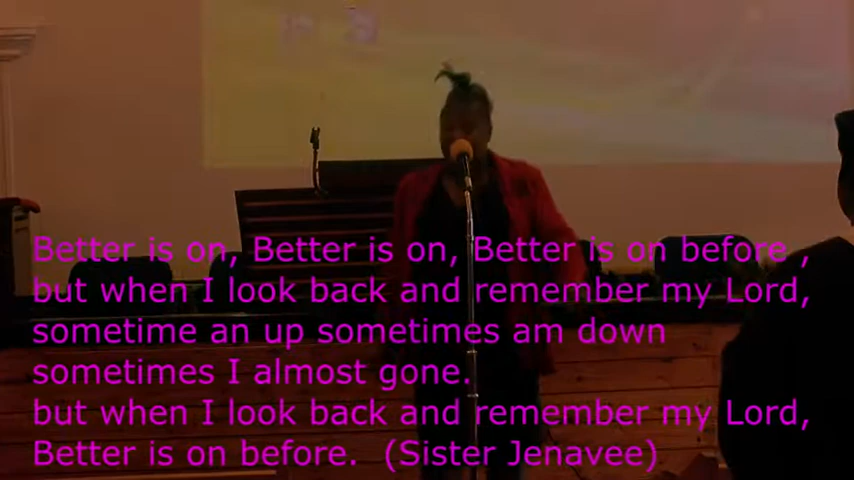 Better is on, Better is on, Better is on before ,
but when I look back and remember my Lord,
sometime an up sometimes am down
sometimes I almost gone.
but when I look back and remember my Lord,
Better is on before.  (Sister Jenavee)